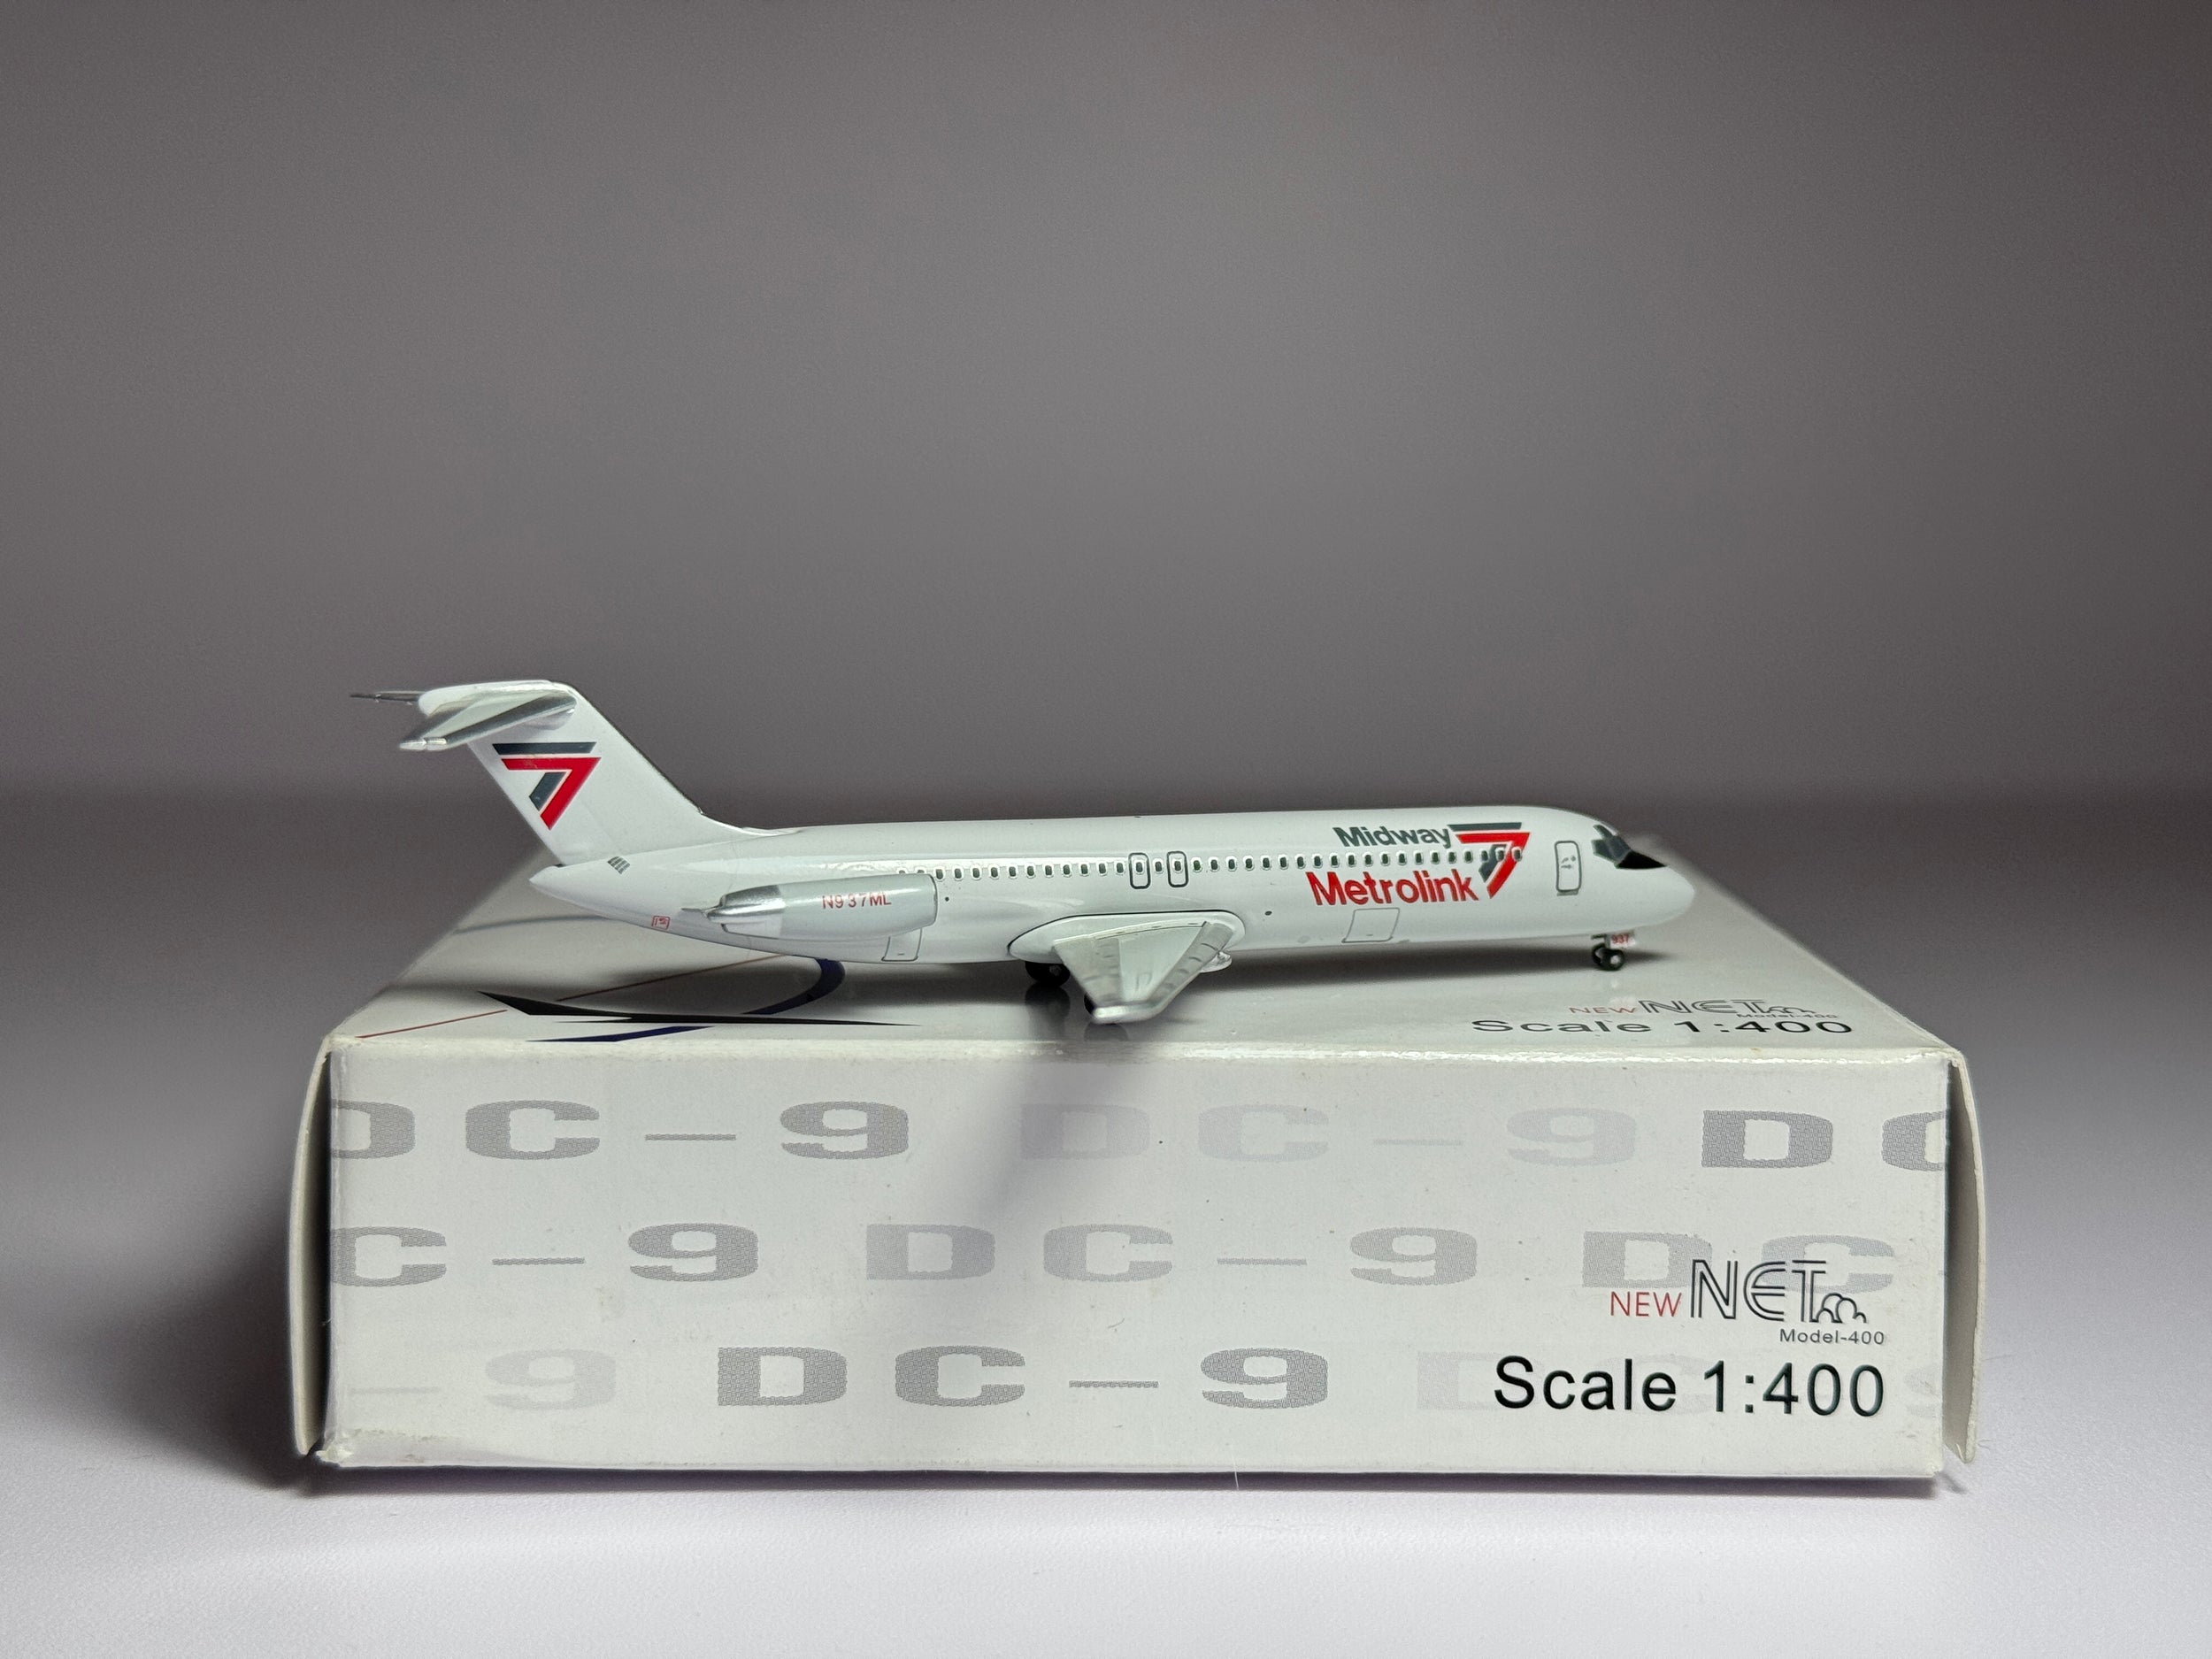 Midway
Metrolink
N937ML
937
NEW NET
Model-400
Scale 1:400
DC-9 DC-9 DC
C-9 DC-9 DC
NEW NET
Model-400
-9 DC-9 D
Scale 1:400